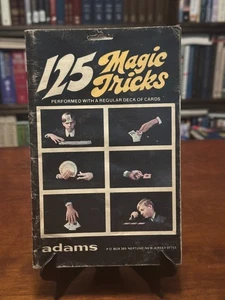 125 Magic
Tricks
PERFORMED WITH A REGULAR DECK OF CARDS
adams